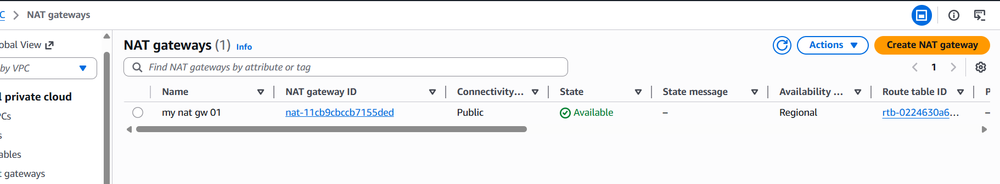 C > NAT gateways
obal View
by VPC
l private cloud
PCs
s
ables
t gateways
NAT gateways (1) Info
Actions
Create NAT gateway
Find NAT gateways by attribute or tag
1
Name NAT gateway ID Connectivity... State State message Availability ... Route table ID P
my nat gw 01 nat-11cb9cbccb7155ded Public Available – Regional rtb-0224630a6... –